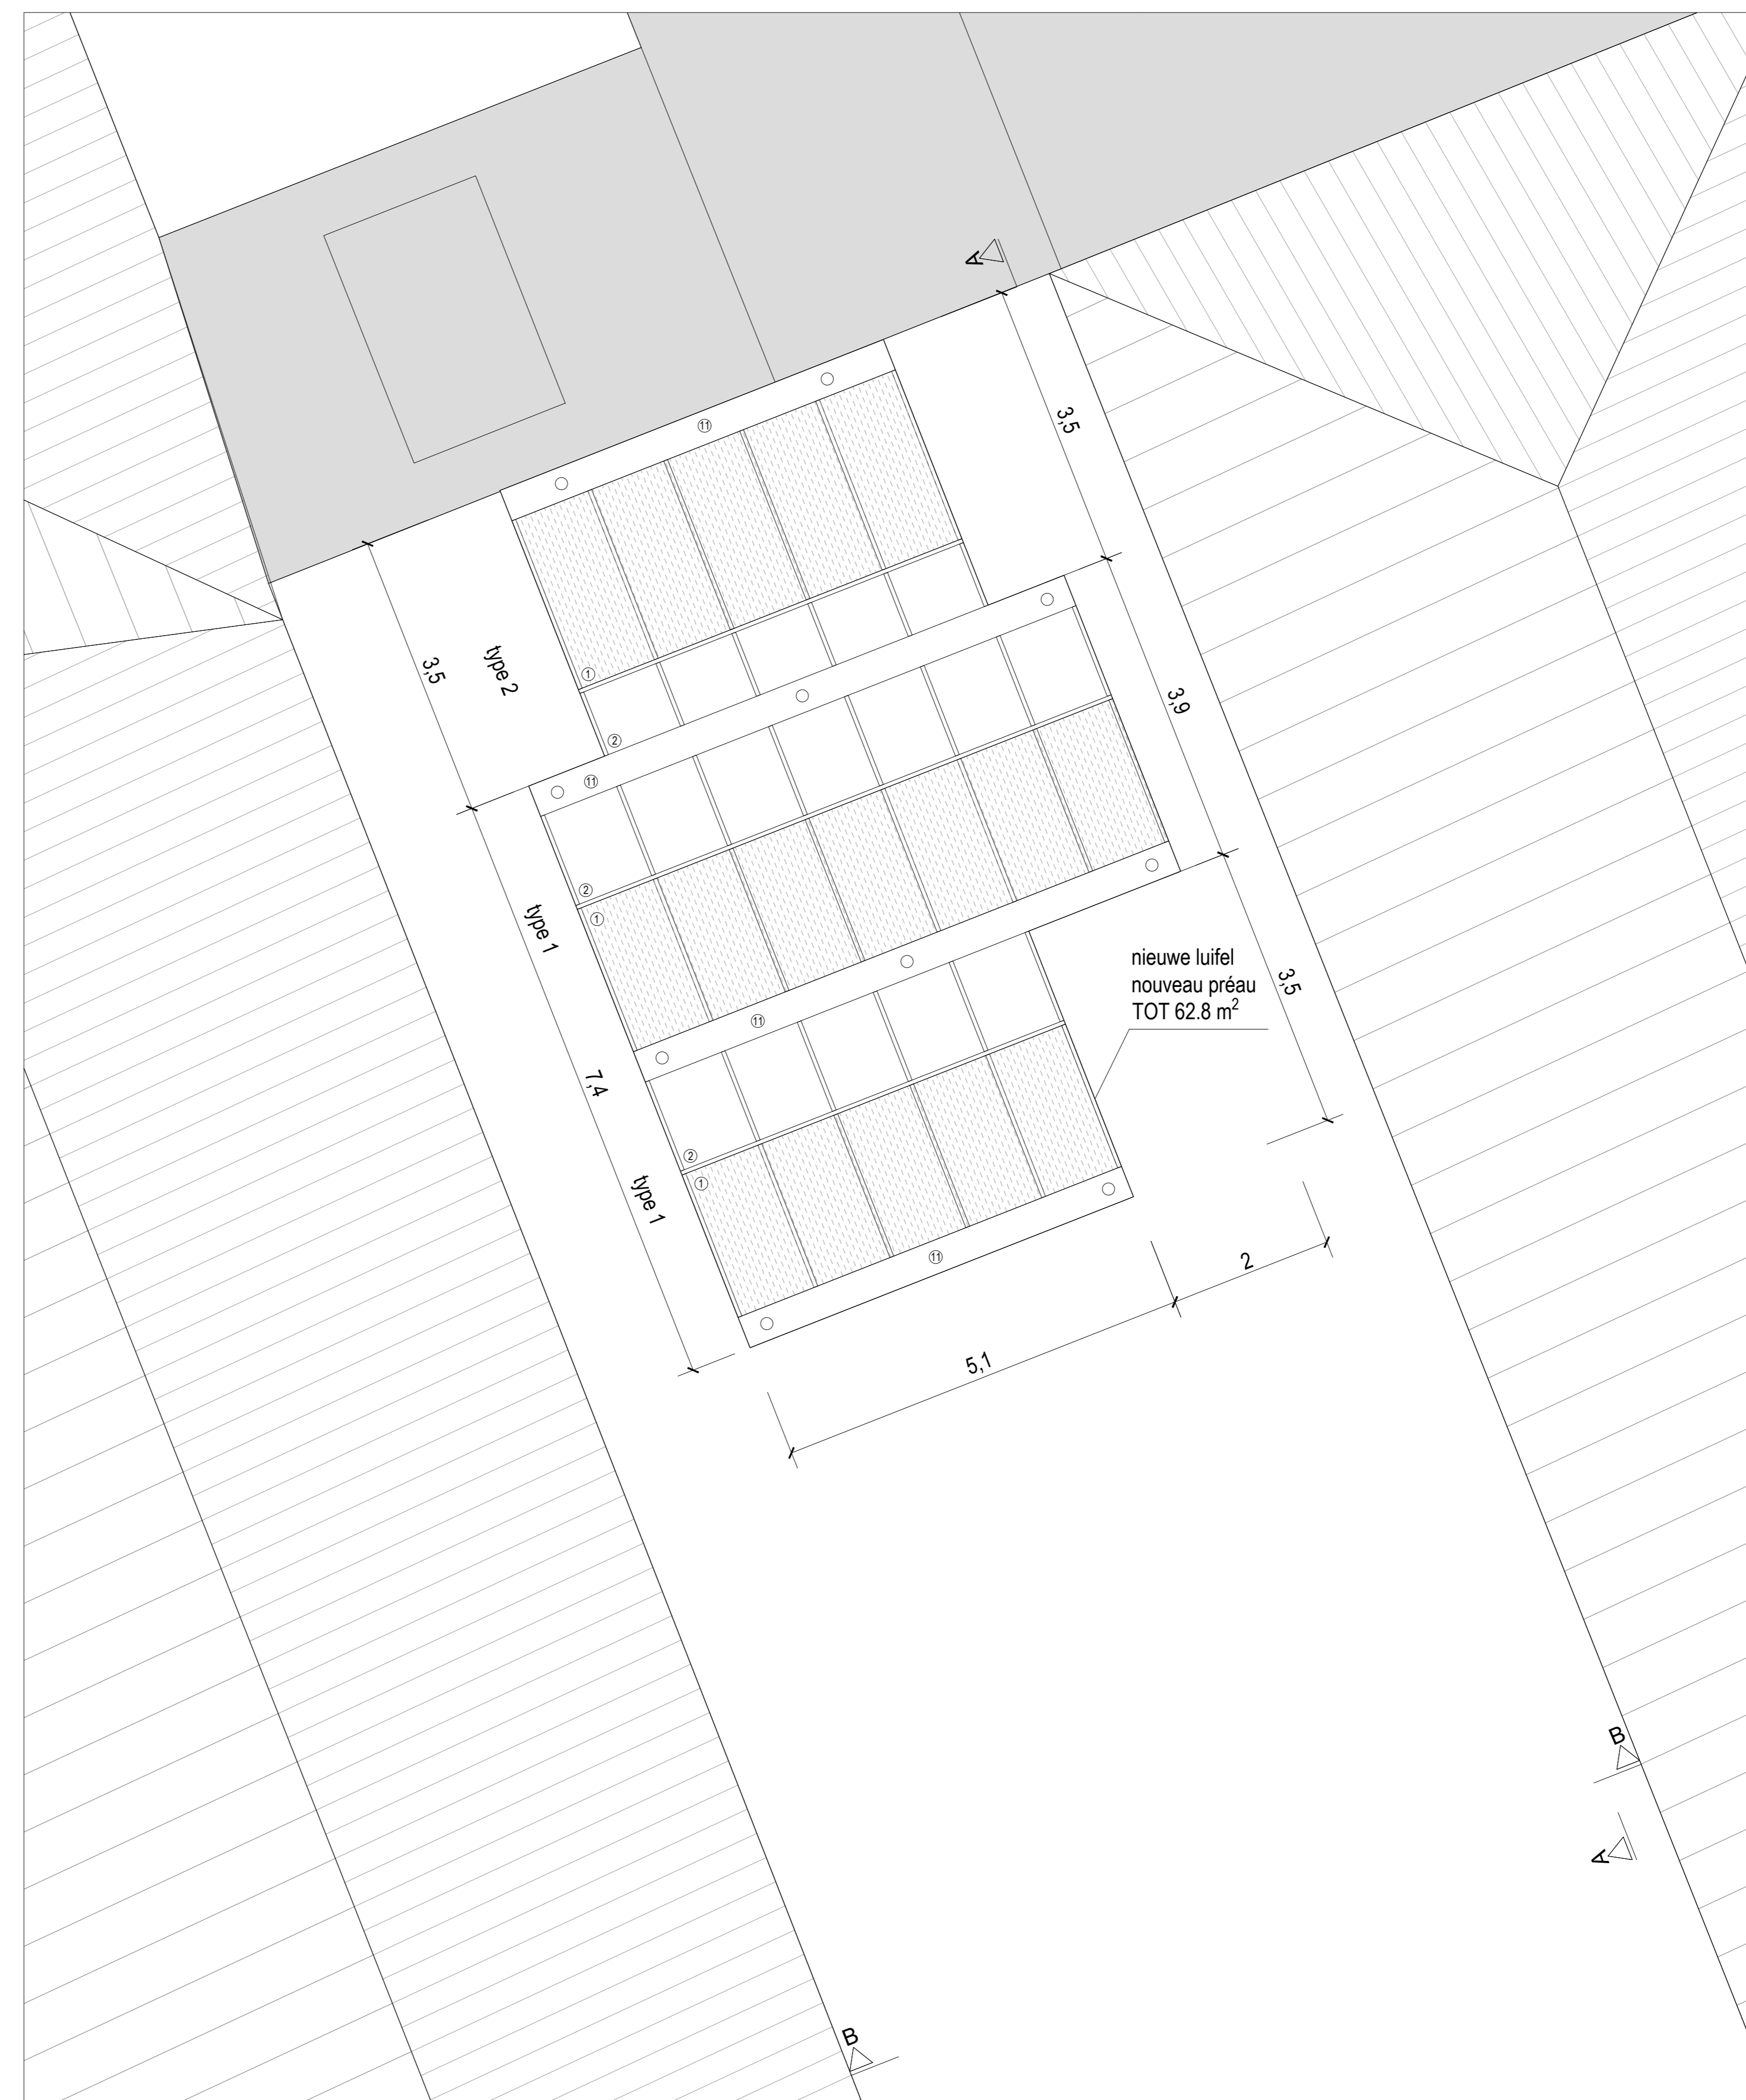 A
3,5
11
3,5
type 2
1
2
11
3,9
2
1
type 1
nieuwe luifel
nouveau préau
TOT 62.8 m²
3,5
11
7,4
2
1
type 1
11
2
5,1
B
A
B